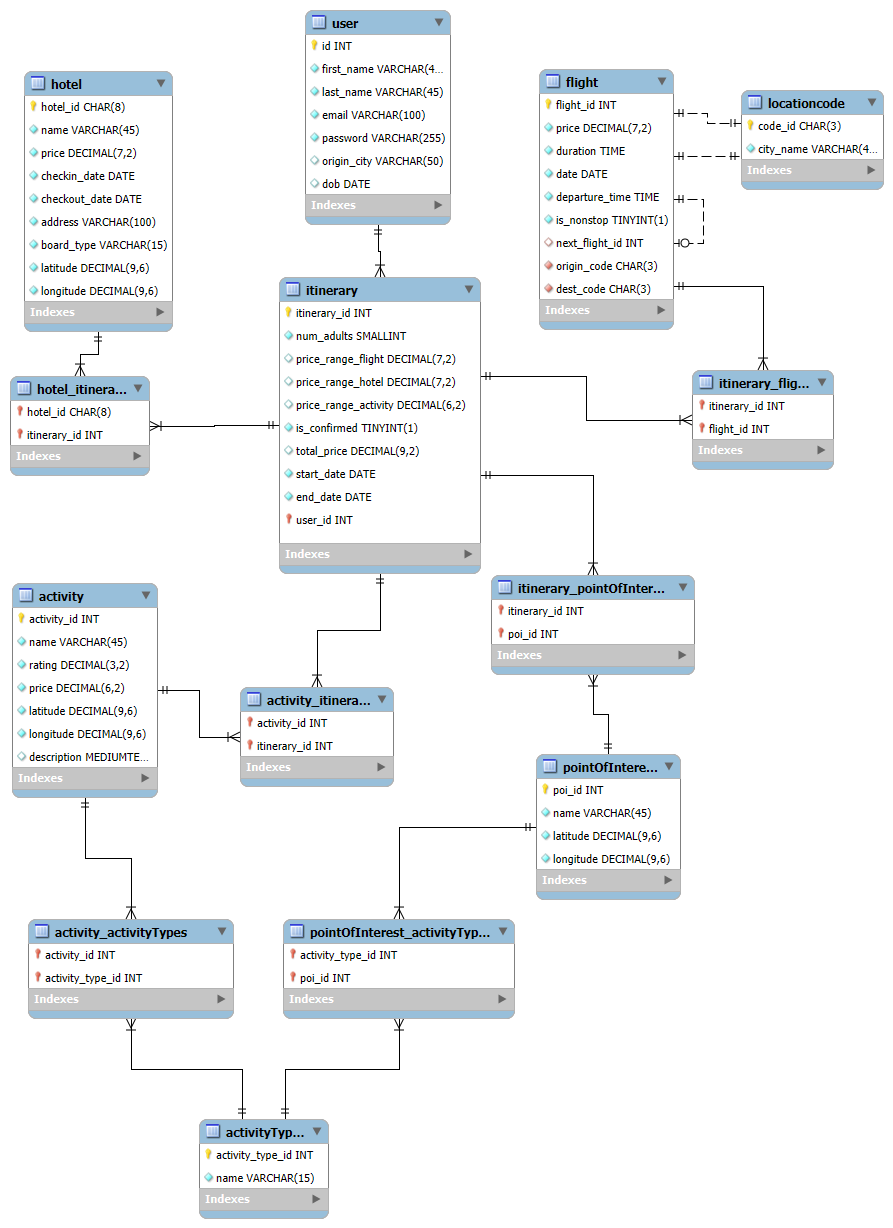 user
id INT
first_name VARCHAR(4...
last_name VARCHAR(45)
email VARCHAR(100)
password VARCHAR(255)
origin_city VARCHAR(50)
dob DATE
Indexes
hotel
hotel_id CHAR(8)
name VARCHAR(45)
price DECIMAL(7,2)
checkin_date DATE
checkout_date DATE
address VARCHAR(100)
board_type VARCHAR(15)
latitude DECIMAL(9,6)
longitude DECIMAL(9,6)
Indexes
flight
flight_id INT
price DECIMAL(7,2)
duration TIME
date DATE
departure_time TIME
is_nonstop TINYINT(1)
next_flight_id INT
origin_code CHAR(3)
dest_code CHAR(3)
Indexes
locationcode
code_id CHAR(3)
city_name VARCHAR(4...
Indexes
itinerary
itinerary_id INT
num_adults SMALLINT
price_range_flight DECIMAL(7,2)
price_range_hotel DECIMAL(7,2)
price_range_activity DECIMAL(6,2)
is_confirmed TINYINT(1)
total_price DECIMAL(9,2)
start_date DATE
end_date DATE
user_id INT
Indexes
hotel_itinera...
hotel_id CHAR(8)
itinerary_id INT
Indexes
itinerary_flig...
itinerary_id INT
flight_id INT
Indexes
activity
activity_id INT
name VARCHAR(45)
rating DECIMAL(3,2)
price DECIMAL(6,2)
latitude DECIMAL(9,6)
longitude DECIMAL(9,6)
description MEDIUMTE...
Indexes
itinerary_pointOfInter...
itinerary_id INT
poi_id INT
Indexes
activity_itinera...
activity_id INT
itinerary_id INT
Indexes
pointOfIntere...
poi_id INT
name VARCHAR(45)
latitude DECIMAL(9,6)
longitude DECIMAL(9,6)
Indexes
activity_activityTypes
activity_id INT
activity_type_id INT
Indexes
pointOfInterest_activityTyp...
activity_type_id INT
poi_id INT
Indexes
activityTyp...
activity_type_id INT
name VARCHAR(15)
Indexes